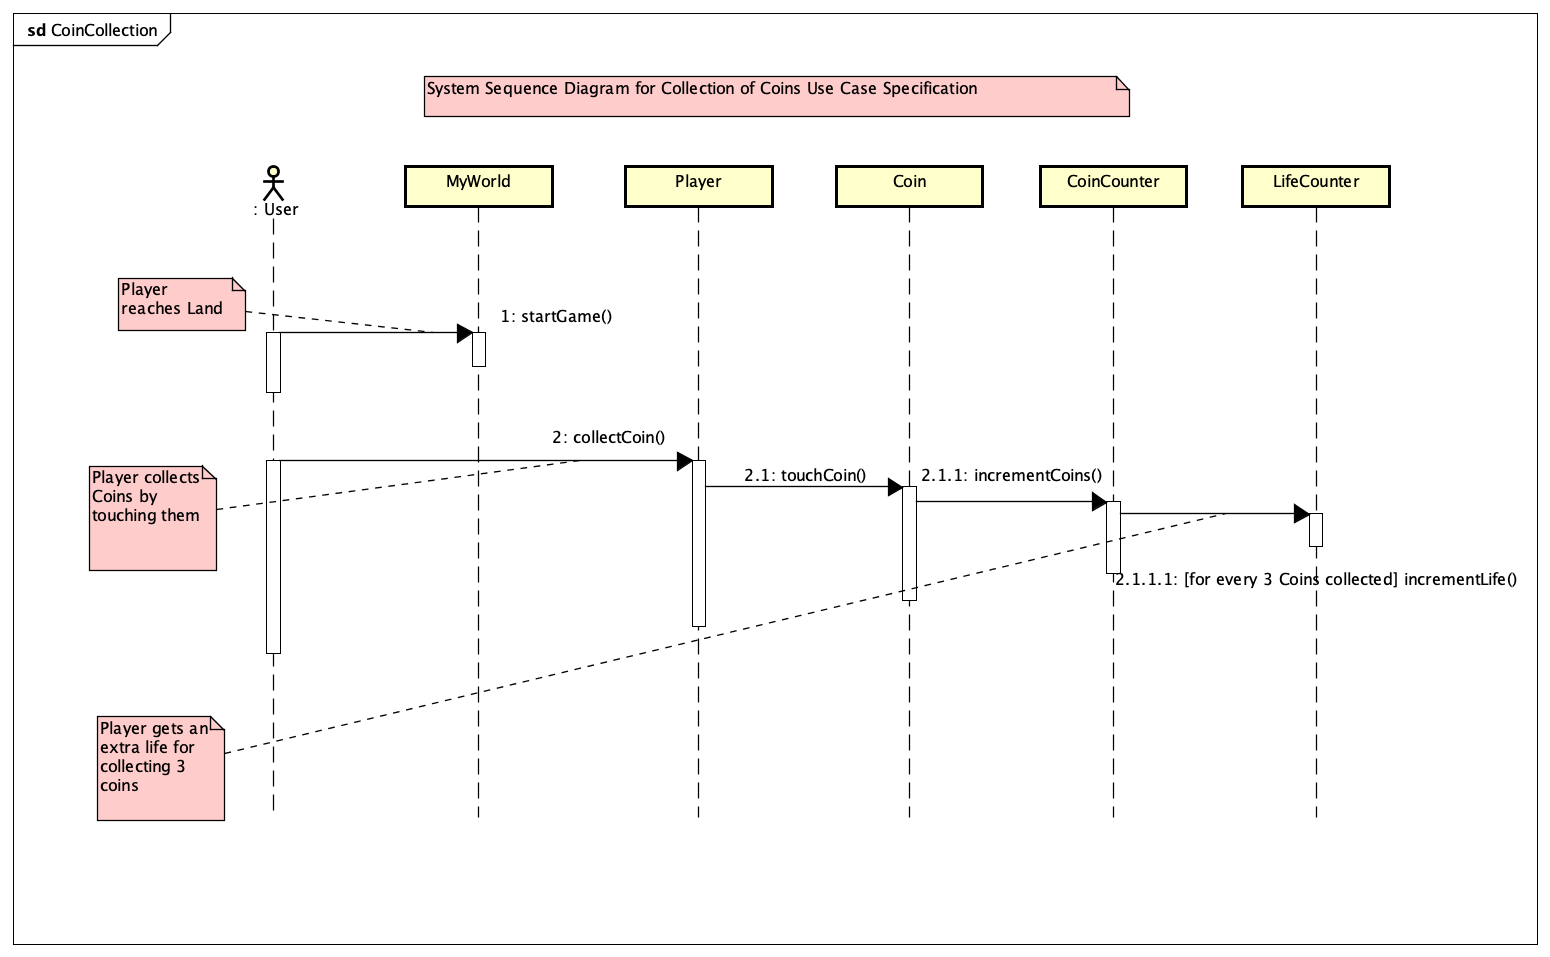 sd CoinCollection
System Sequence Diagram for Collection of Coins Use Case Specification
: User
MyWorld
Player
Coin
CoinCounter
LifeCounter
Player
reaches Land
1: startGame()
2: collectCoin()
Player collects
Coins by
touching them
2.1: touchCoin()
2.1.1: incrementCoins()
2.1.1.1: [for every 3 Coins collected] incrementLife()
Player gets an
extra life for
collecting 3
coins